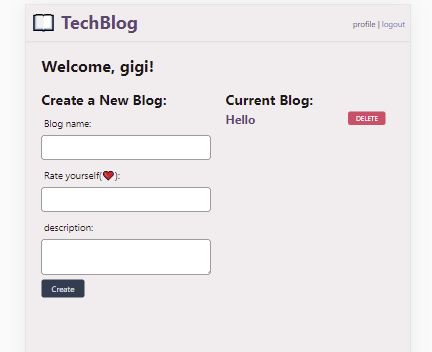 TechBlog
profile | logout
Welcome, gigi!
Create a New Blog:
Blog name:
Rate yourself(❤️):
description:
Create
Current Blog:
Hello
DELETE